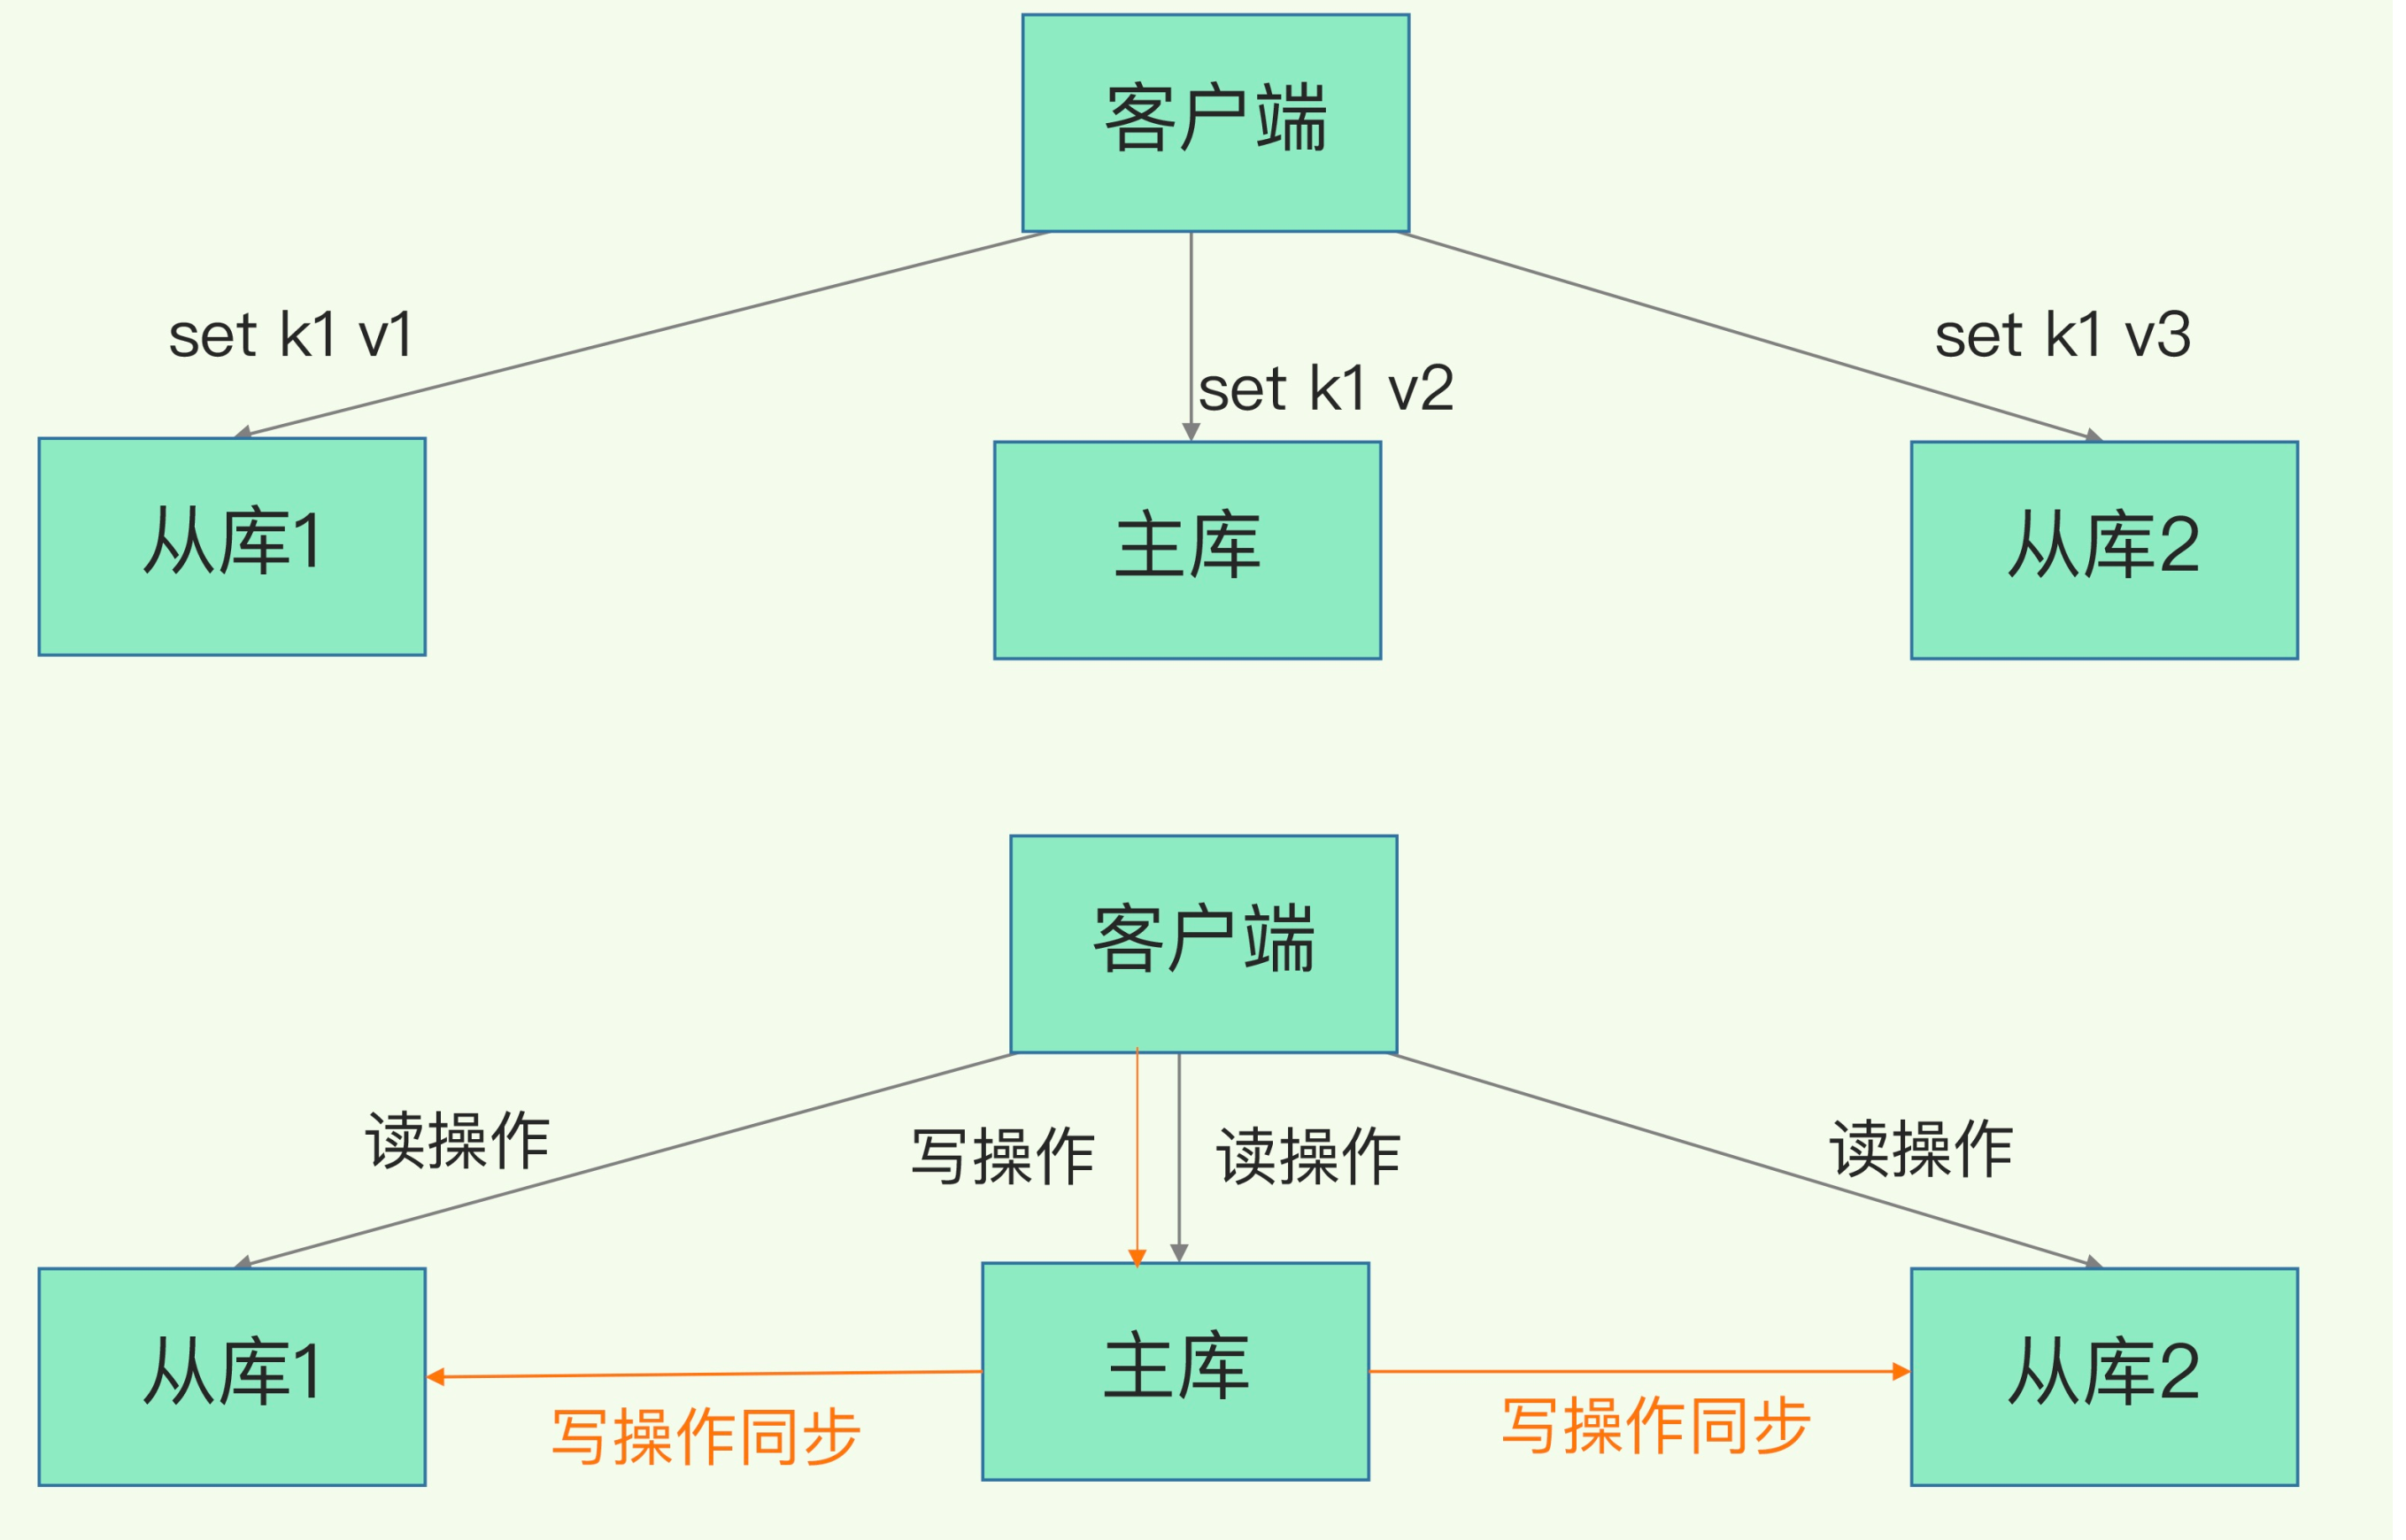 客户端
set k1 v1
set k1 v2
set k1 v3
从库1
主库
从库2
客户端
读操作
写操作
读操作
读操作
从库1
主库
从库2
写操作同步
写操作同步